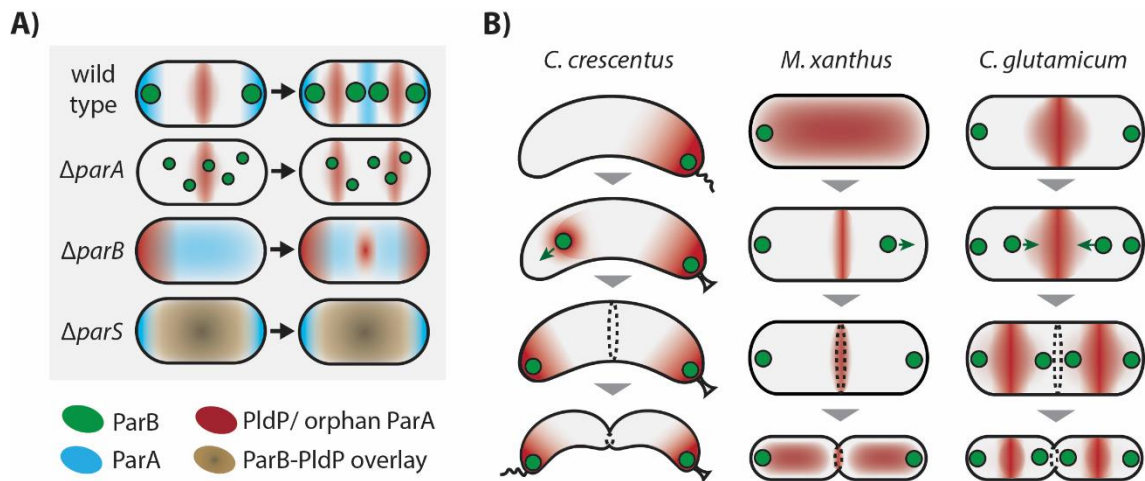 A)
wild
type
ΔparA
ΔparB
ΔparS
ParB
PldP/ orphan ParA
ParA
ParB-PldP overlay
B)
C. crescentus
M. xanthus
C. glutamicum